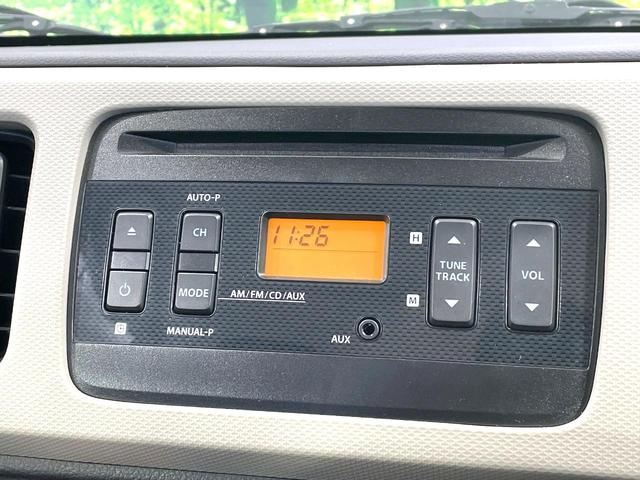 AUTO-P
CH
11:26
H
TUNE
TRACK
VOL
MODE
AM/FM/CD/AUX
M
MANUAL-P
AUX